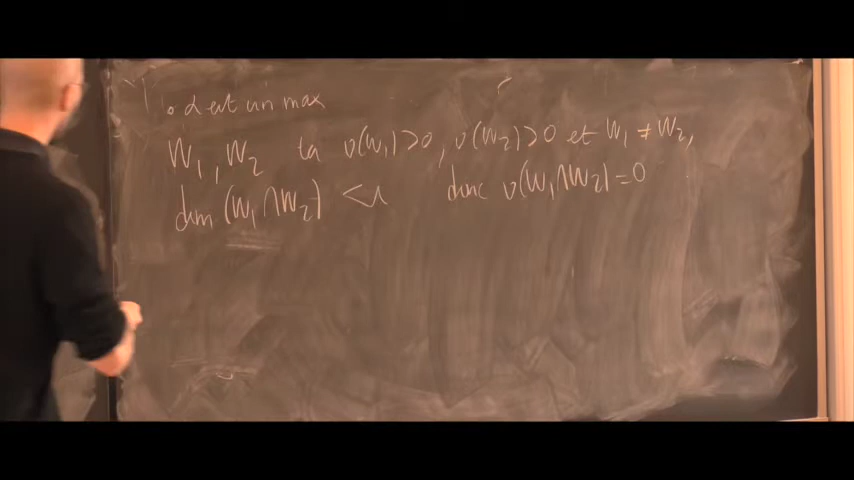 est un max
W₁, W₂ tq ν(W₁)>0, ν(W₂)>0 et W₁ ≠ W₂,
dim (W₁ ∩ W₂) < donc ν(W₁ ∩ W₂) = 0